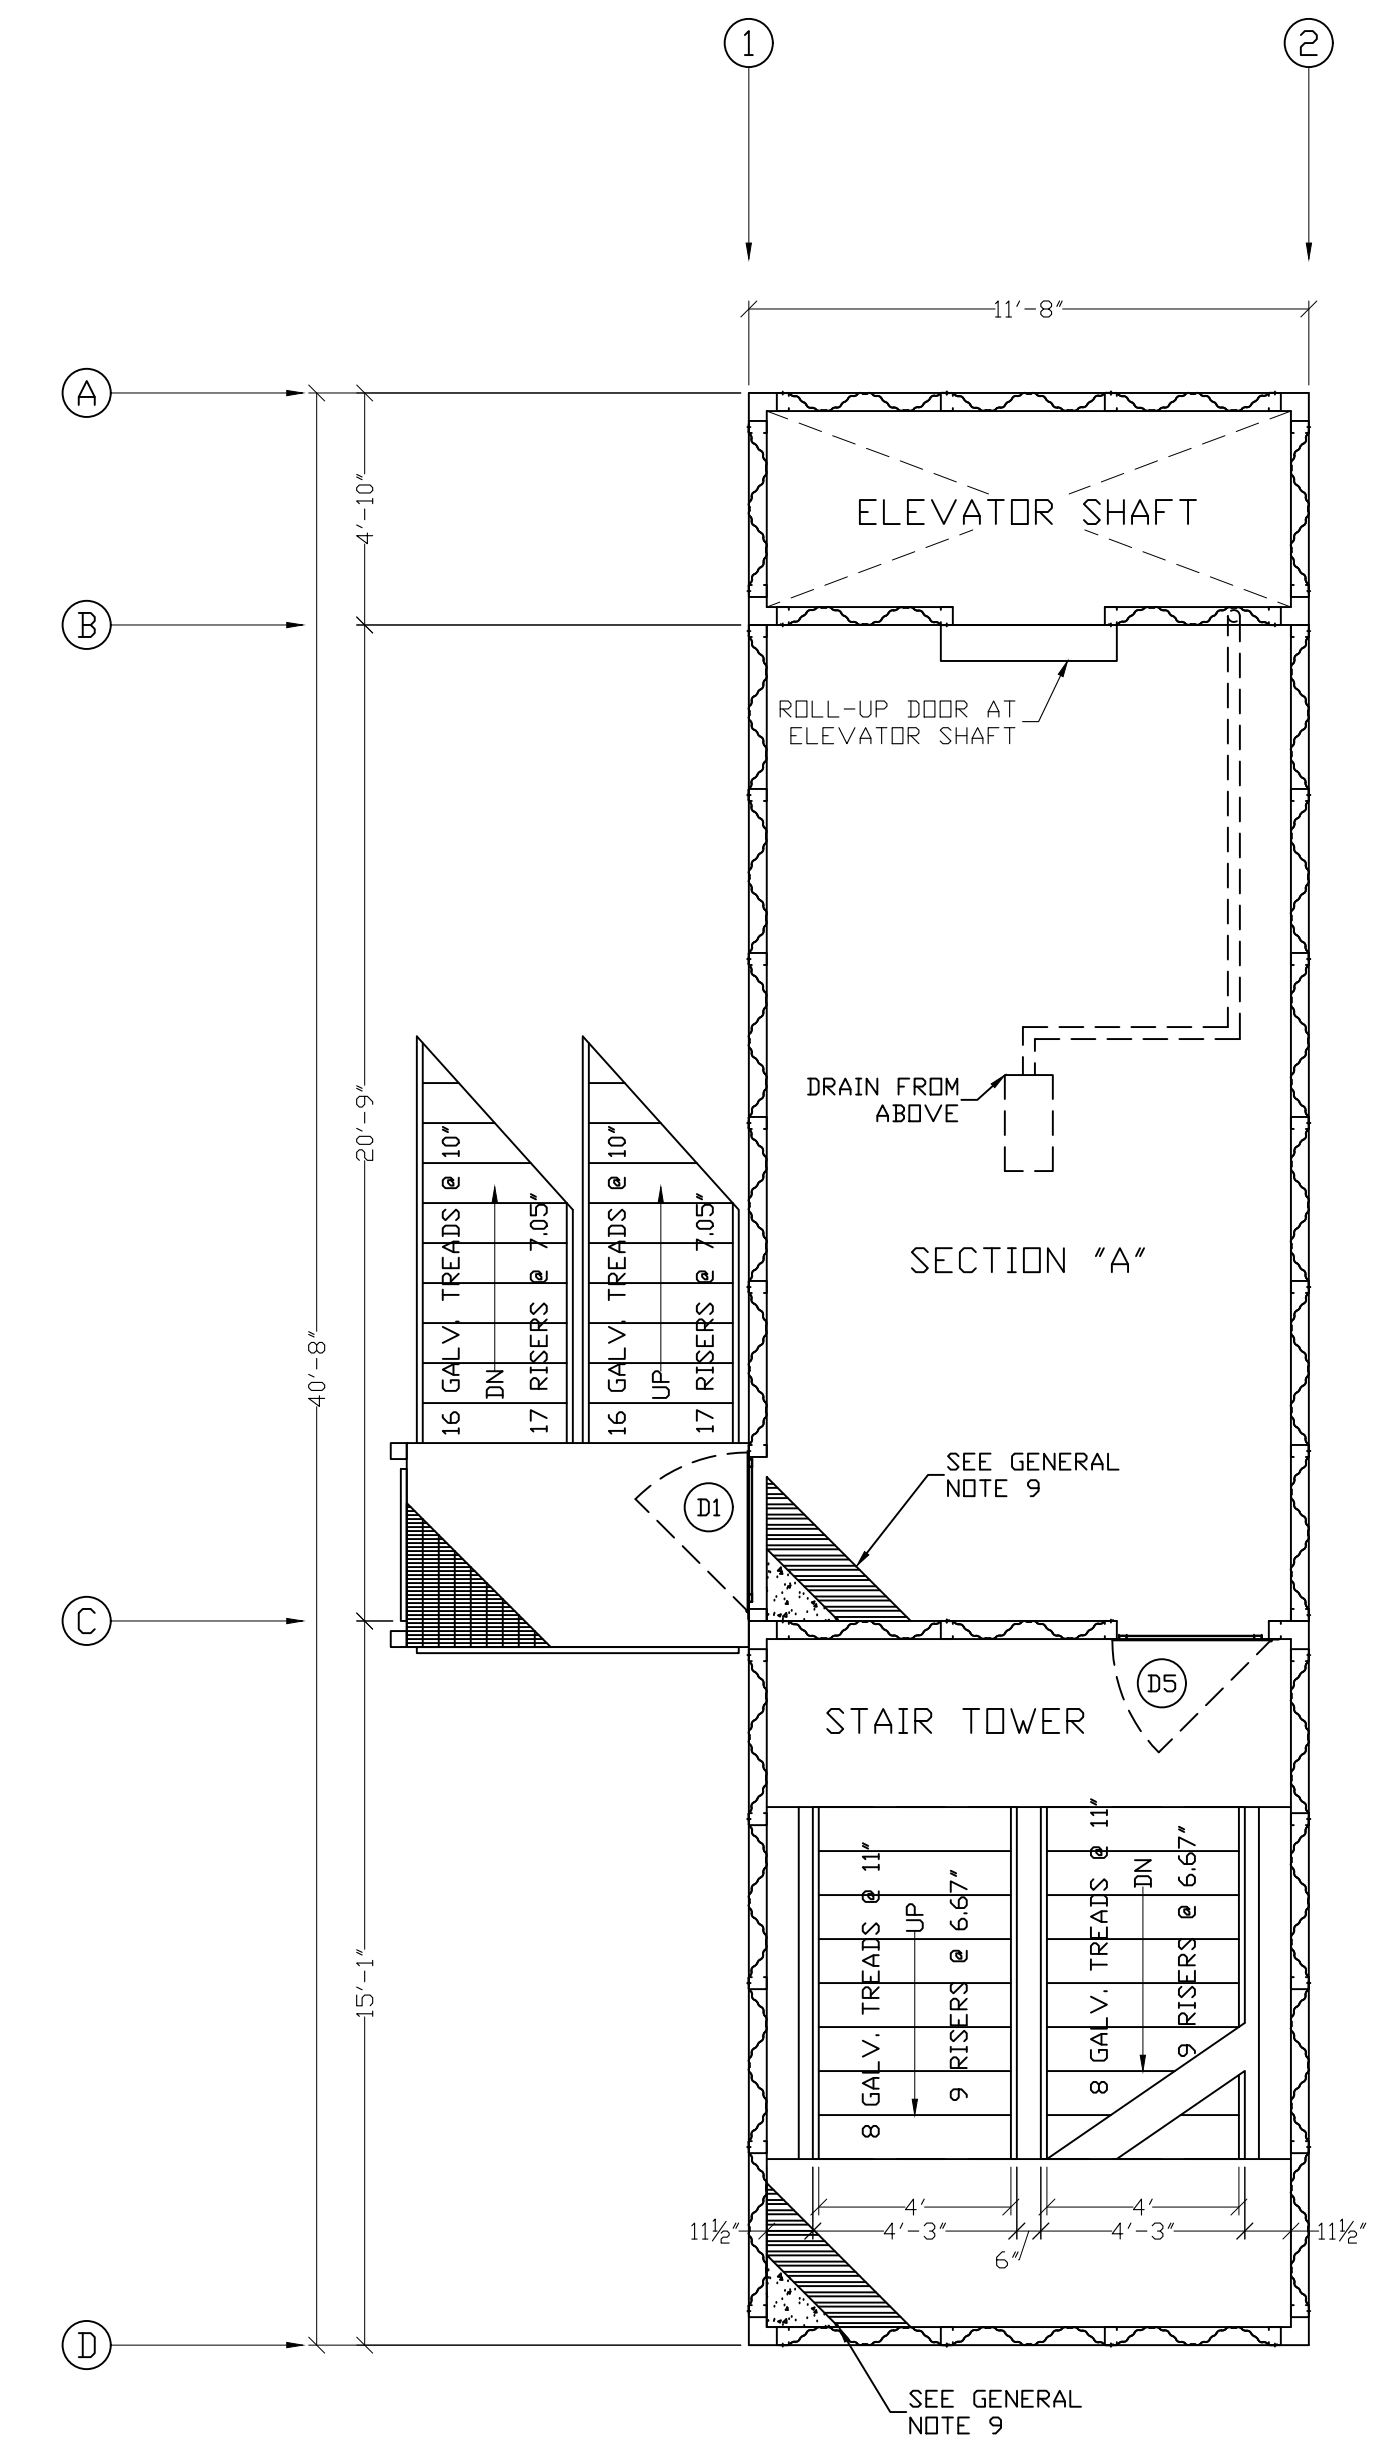 1
2
11'-8"
A
4'-10"
ELEVATOR SHAFT
B
ROLL-UP DOOR AT
ELEVATOR SHAFT
20'-9"
40'-8"
DRAIN FROM
ABOVE
16 GALV. TREADS @ 10"
DN
17 RISERS @ 7.05"
16 GALV. TREADS @ 10"
UP
17 RISERS @ 7.05"
SECTION "A"
SEE GENERAL
NOTE 9
D1
C
D5
STAIR TOWER
15'-1"
8 GALV. TREADS @ 11"
UP
9 RISERS @ 6.67"
8 GALV. TREADS @ 11"
DN
9 RISERS @ 6.67"
4'
4'
11½"
4'-3"
6"
4'-3"
11½"
D
SEE GENERAL
NOTE 9